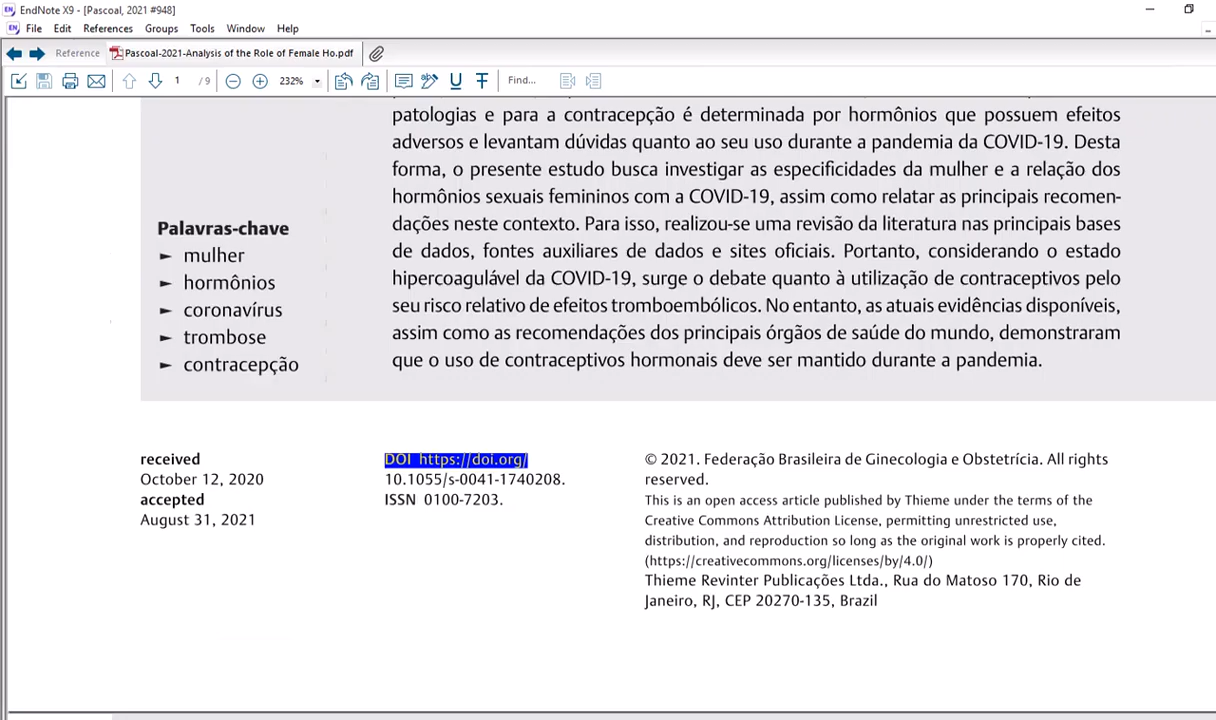 EndNote X9 - [Pascoal, 2021 #948]
File Edit References Groups Tools Window Help
Reference Pascoal-2021-Analysis of the Role of Female Ho.pdf
1 / 9 232% Find...
patologias e para a contracepção é determinada por hormônios que possuem efeitos
adversos e levantam dúvidas quanto ao seu uso durante a pandemia da COVID-19. Desta
forma, o presente estudo busca investigar as especificidades da mulher e a relação dos
hormônios sexuais femininos com a COVID-19, assim como relatar as principais recomen-
dações neste contexto. Para isso, realizou-se uma revisão da literatura nas principais bases
de dados, fontes auxiliares de dados e sites oficiais. Portanto, considerando o estado
hipercoagulável da COVID-19, surge o debate quanto à utilização de contraceptivos pelo
seu risco relativo de efeitos tromboembólicos. No entanto, as atuais evidências disponíveis,
assim como as recomendações dos principais órgãos de saúde do mundo, demonstraram
que o uso de contraceptivos hormonais deve ser mantido durante a pandemia.
Palavras-chave
► mulher
► hormônios
► coronavírus
► trombose
► contracepção
received
October 12, 2020
accepted
August 31, 2021
DOI https://doi.org/
10.1055/s-0041-1740208.
ISSN 0100-7203.
© 2021. Federação Brasileira de Ginecologia e Obstetrícia. All rights
reserved.
This is an open access article published by Thieme under the terms of the
Creative Commons Attribution License, permitting unrestricted use,
distribution, and reproduction so long as the original work is properly cited.
(https://creativecommons.org/licenses/by/4.0/)
Thieme Revinter Publicações Ltda., Rua do Matoso 170, Rio de
Janeiro, RJ, CEP 20270-135, Brazil